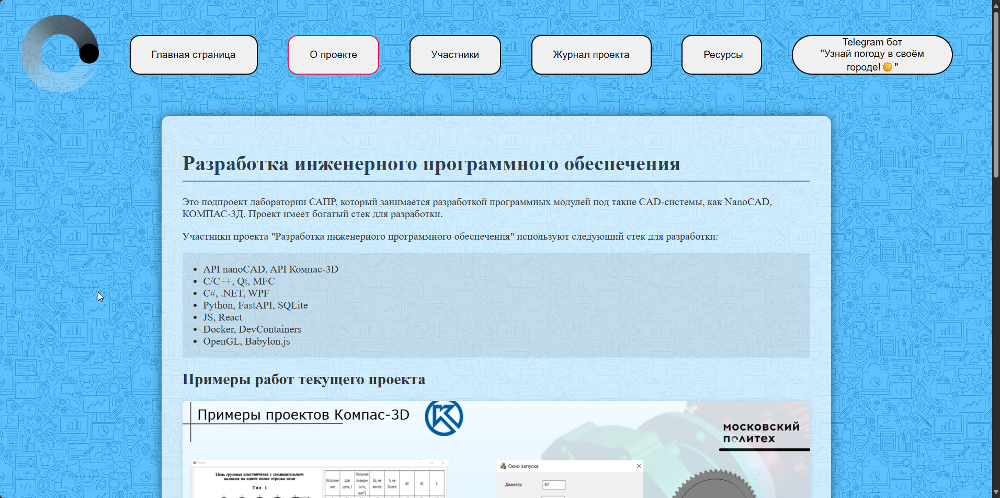 Главная страница
О проекте
Участники
Журнал проекта
Ресурсы
Telegram бот
"Узнай погоду в своём
городе!☀️"
Разработка инженерного программного обеспечения
Это подпроект лаборатории САПР, который занимается разработкой программных модулей под такие CAD-системы, как NanoCAD,
КОМПАС-3Д. Проект имеет богатый стек для разработки.
Участники проекта "Разработка инженерного программного обеспечения" используют следующий стек для разработки:
• API nanoCAD, API Компас-3D
• C/C++, Qt, MFC
• C#, .NET, WPF
• Python, FastAPI, SQLite
• JS, React
• Docker, DevContainers
• OpenGL, Babylon.js
Примеры работ текущего проекта
Примеры проектов Компас-3D
МОСКОВСКИЙ
ПОЛИТЕХ
Цепь грузовая пластинчатая с соединительным
валиком на одном конце отрезка цепи
Тип 1
Исполне
ние
Шаг
цепи, t
Опорная
поверхн
ость,
мм^2
b3, не
менее
h, не
более
d0
d1
S
Окно запуска
Диаметр
67